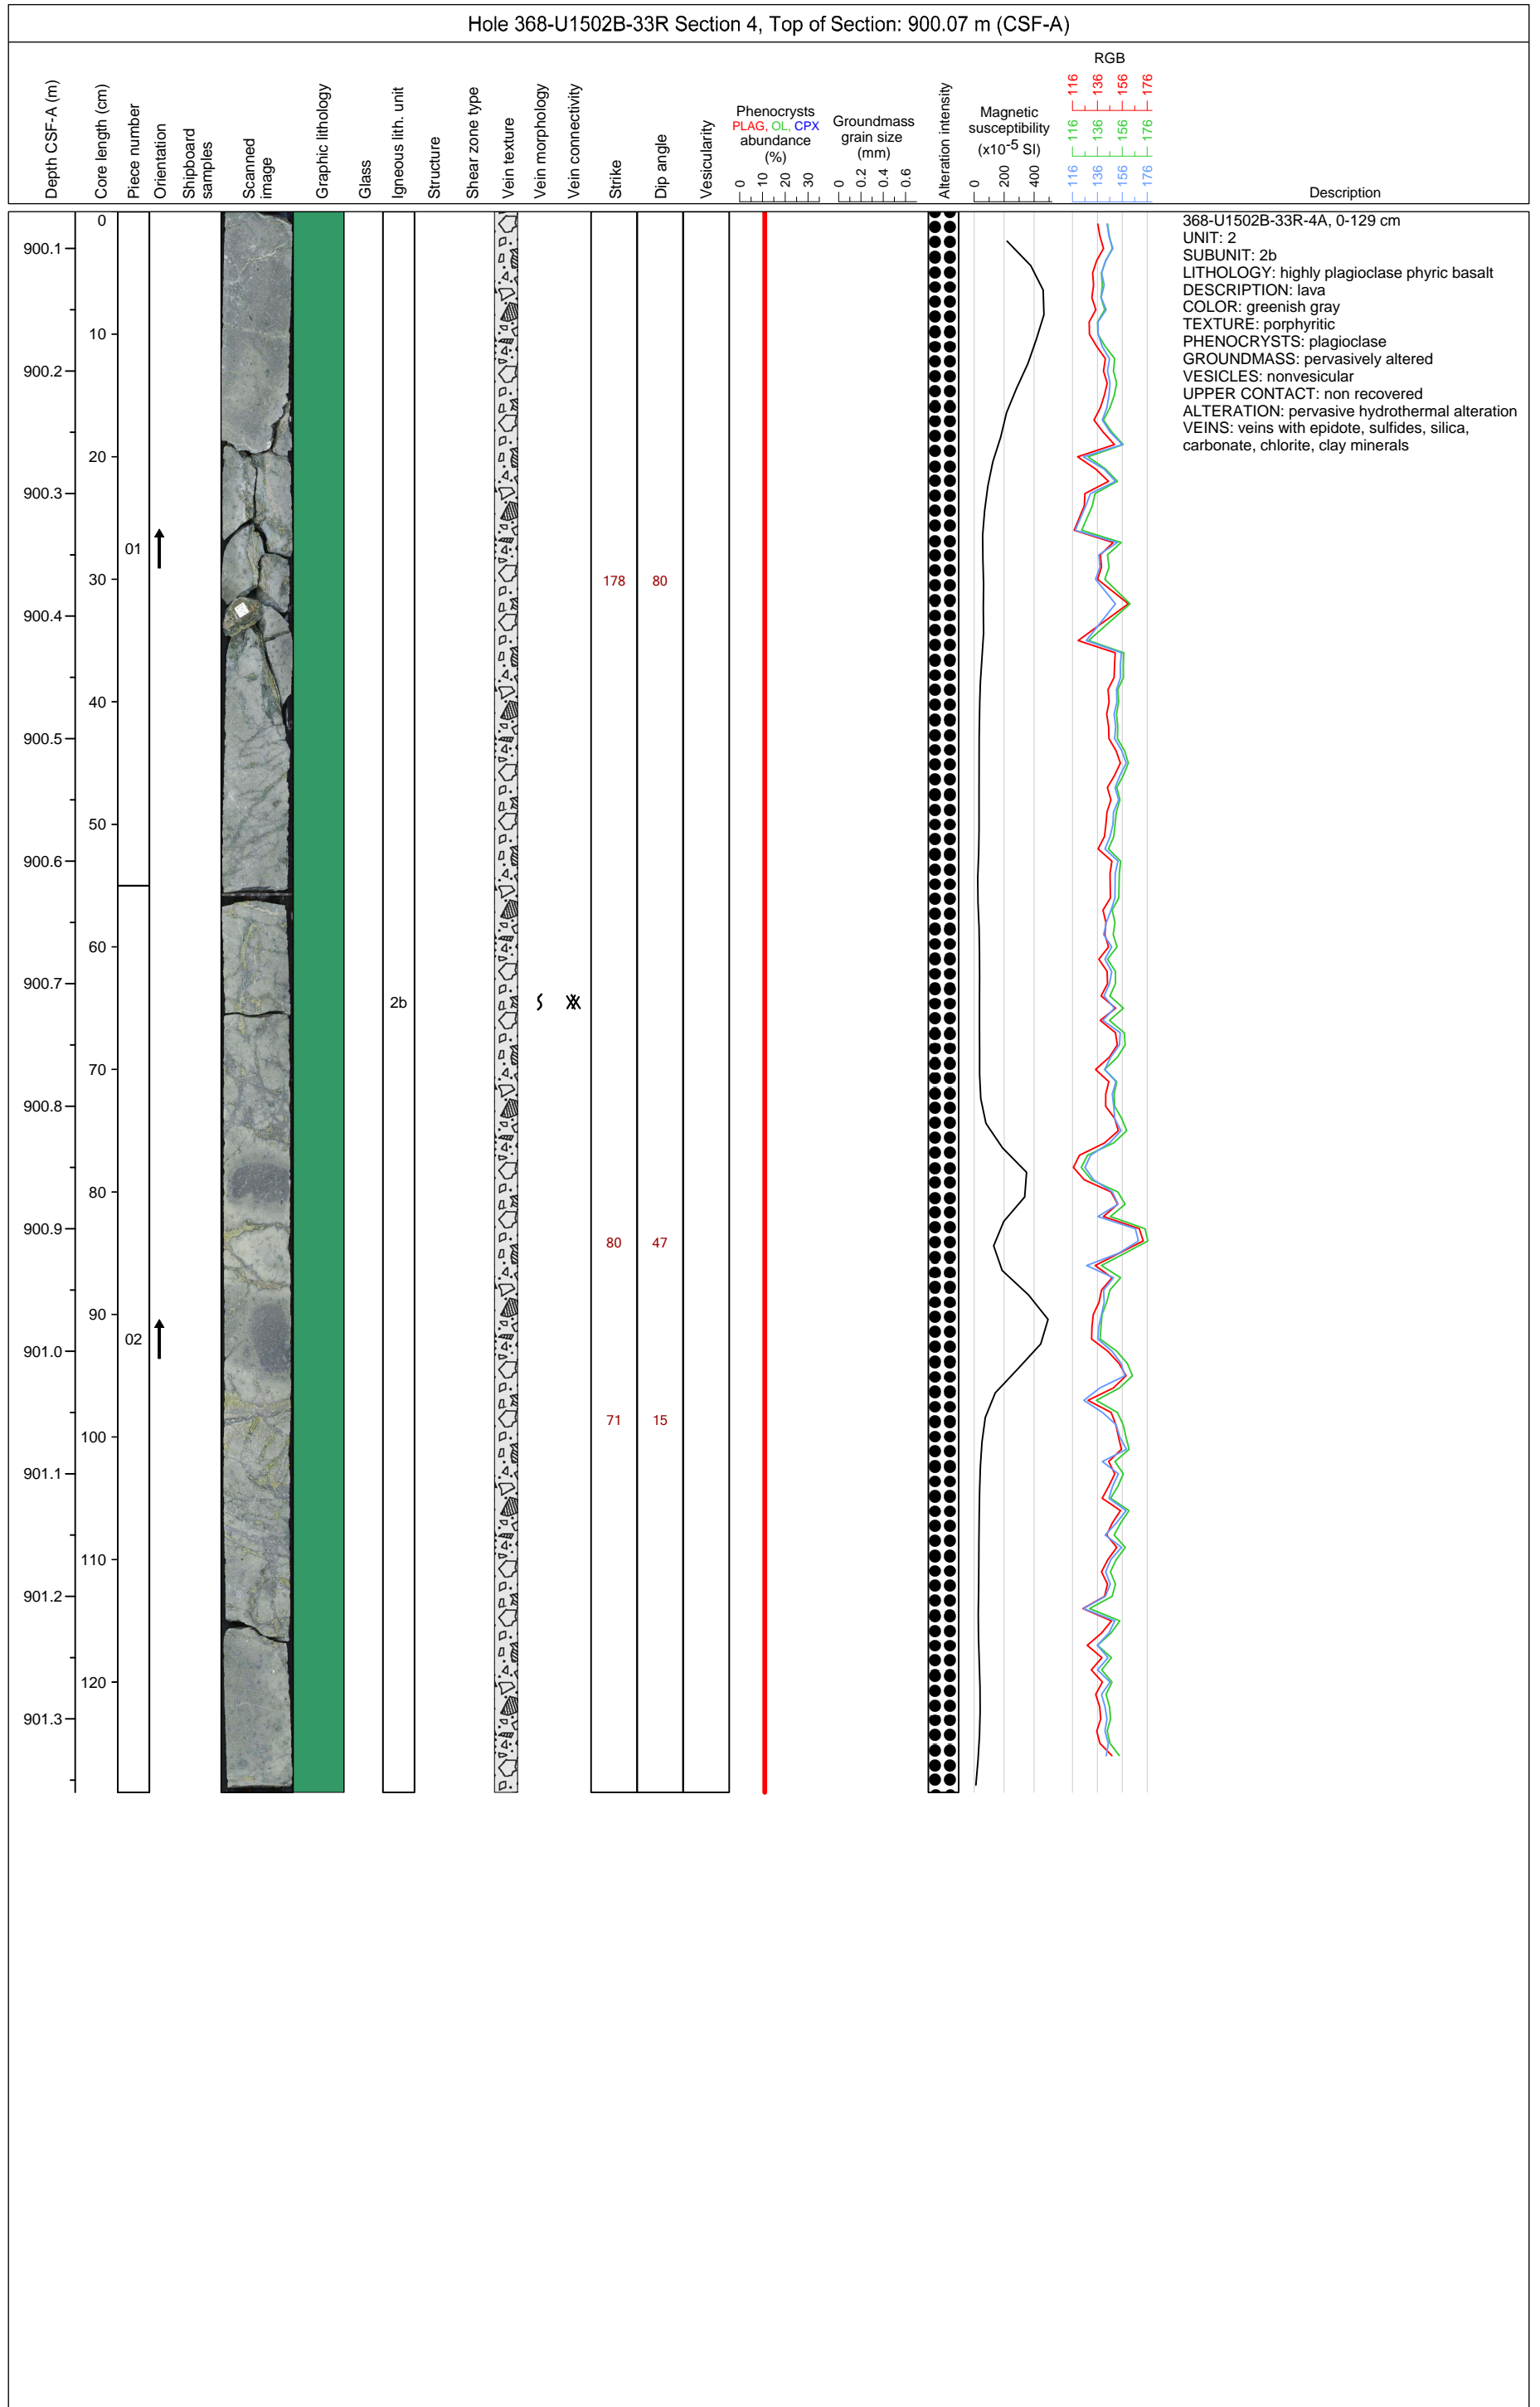 Hole 368-U1502B-33R Section 4, Top of Section: 900.07 m (CSF-A)
Depth CSF-A (m)
Core length (cm)
Piece number
Orientation
Shipboard
samples
Scanned
image
Graphic lithology
Glass
Igneous lith. unit
Structure
Shear zone type
Vein texture
Vein morphology
Vein connectivity
Strike
Dip angle
Vesicularity
Phenocrysts
PLAG, OL, CPX
abundance
(%)
0 10 20 30
Groundmass
grain size
(mm)
0 0.2 0.4 0.6
Alteration intensity
Magnetic
susceptibility
(x10-5 SI)
0 200 400
RGB
116 136 156 176
116 136 156 176
116 136 156 176
Description
368-U1502B-33R-4A, 0-129 cm
UNIT: 2
SUBUNIT: 2b
LITHOLOGY: highly plagioclase phyric basalt
DESCRIPTION: lava
COLOR: greenish gray
TEXTURE: porphyritic
PHENOCRYSTS: plagioclase
GROUNDMASS: pervasively altered
VESICLES: nonvesicular
UPPER CONTACT: non recovered
ALTERATION: pervasive hydrothermal alteration
VEINS: veins with epidote, sulfides, silica,
carbonate, chlorite, clay minerals
0
900.1
10
900.2
20
900.3
01
30
178 80
900.4
40
900.5
50
900.6
60
900.7
2b
70
900.8
80
900.9
80 47
90
02
901.0
71 15
100
901.1
110
901.2
120
901.3